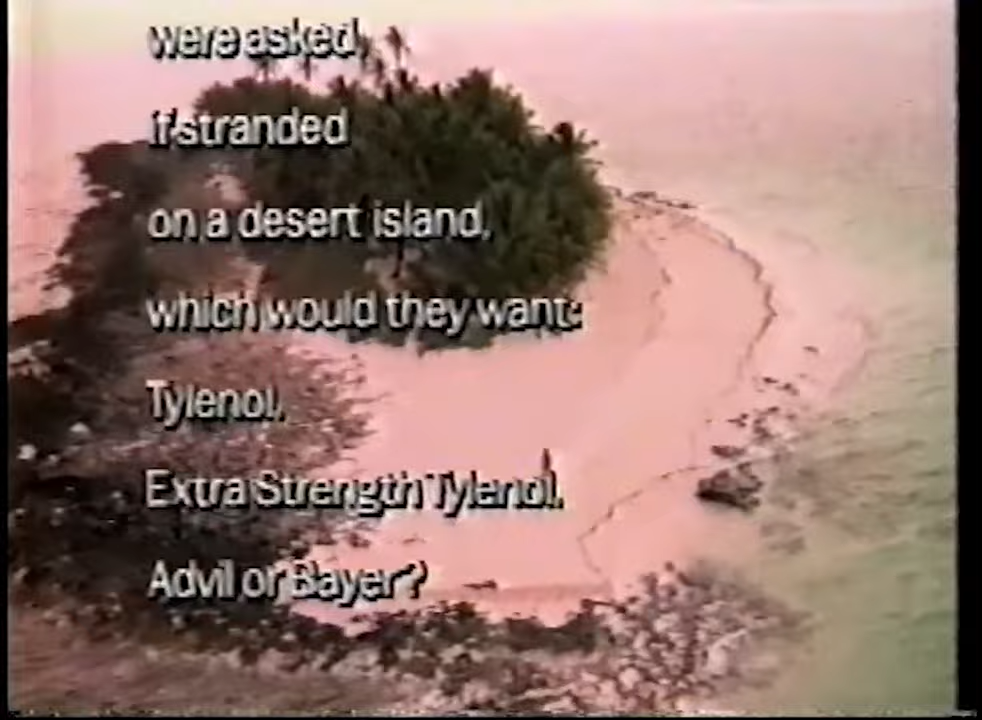 were asked,
if stranded
on a desert island,
which would they want:
Tylenol,
Extra Strength Tylenol,
Advil or Bayer?